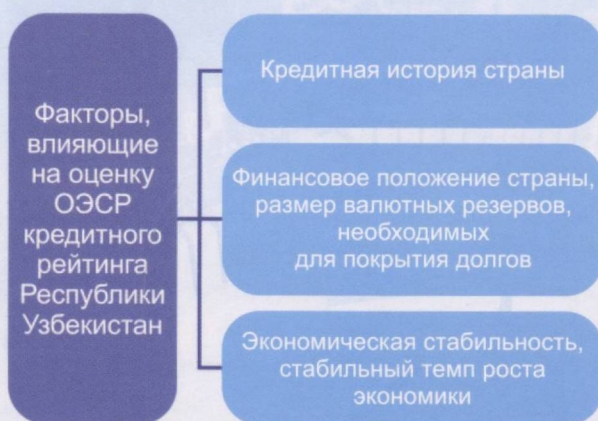 Факторы,
влияющие
на оценку
ОЭСР
кредитного
рейтинга
Республики
Узбекистан
Кредитная история страны
Финансовое положение страны,
размер валютных резервов,
необходимых
для покрытия долгов
Экономическая стабильность,
стабильный темп роста
экономики